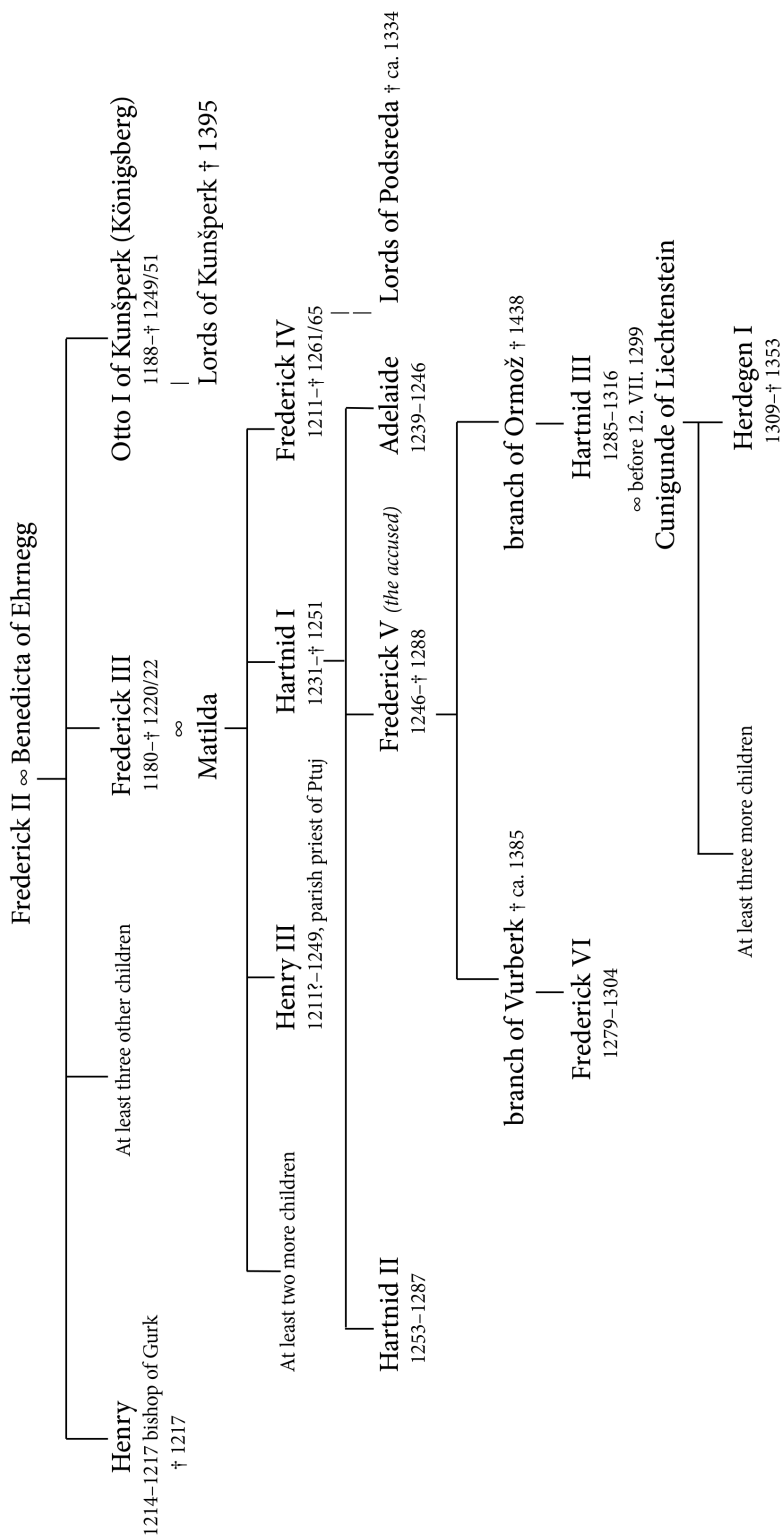 Frederick II ∞ Benedicta of Ehrnegg
Henry
1214–1217 bishop of Gurk
† 1217
At least three other children
Frederick III
1180–† 1220/22
∞
Matilda
Otto I of Kunšperk (Königsberg)
1188–† 1249/51
Lords of Kunšperk † 1395
At least two more children
Henry III
1211?–1249, parish priest of Ptuj
Hartnid I
1231–† 1251
Frederick IV
1211–† 1261/65
Lords of Podsreda † ca. 1334
Hartnid II
1253–1287
Frederick V (the accused)
1246–† 1288
Adelaide
1239–1246
branch of Vurberk † ca. 1385
Frederick VI
1279–1304
branch of Ormož † 1438
Hartnid III
1285–1316
∞ before 12. VII. 1299
Cunigunde of Liechtenstein
At least three more children
Herdegen I
1309–† 1353